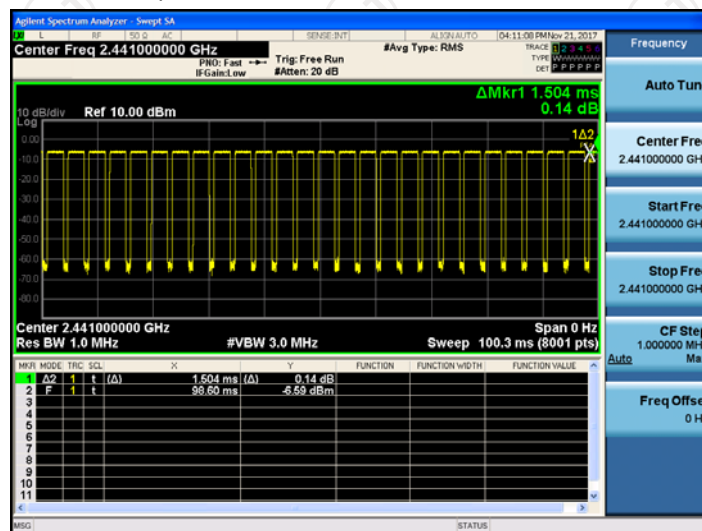 Agilent Spectrum Analyzer - Swept SA
LXI L RF 50 Ω AC SENSE:INT ALIGNAUTO 04:11:08 PM Nov 21, 2017
Center Freq 2.441000000 GHz #Avg Type: RMS TRACE 1 2 3 4 5 6
PNO: Fast Trig: Free Run TYPE WWWWWW
IFGain:Low #Atten: 20 dB DET P P P P P P
ΔMkr1 1.504 ms
0.14 dB
10 dB/div Ref 10.00 dBm
Log
1Δ2
0.00
-10.0
-20.0
-30.0
-40.0
-50.0
-60.0
-70.0
-80.0
Center 2.441000000 GHz Span 0 Hz
Res BW 1.0 MHz #VBW 3.0 MHz Sweep 100.3 ms (8001 pts)
MKR MODE TRC SCL X Y FUNCTION FUNCTION WIDTH FUNCTION VALUE
1 Δ2 1 t (Δ) 1.504 ms (Δ) 0.14 dB
2 F 1 t 98.60 ms -6.59 dBm
3
4
5
6
7
8
9
10
11
MSG STATUS
Frequency
Auto Tun
Center Fre
2.441000000 GH
Start Fre
2.441000000 GH
Stop Fre
2.441000000 GH
CF Ste
1.000000 MH
Auto Ma
Freq Offse
0 H